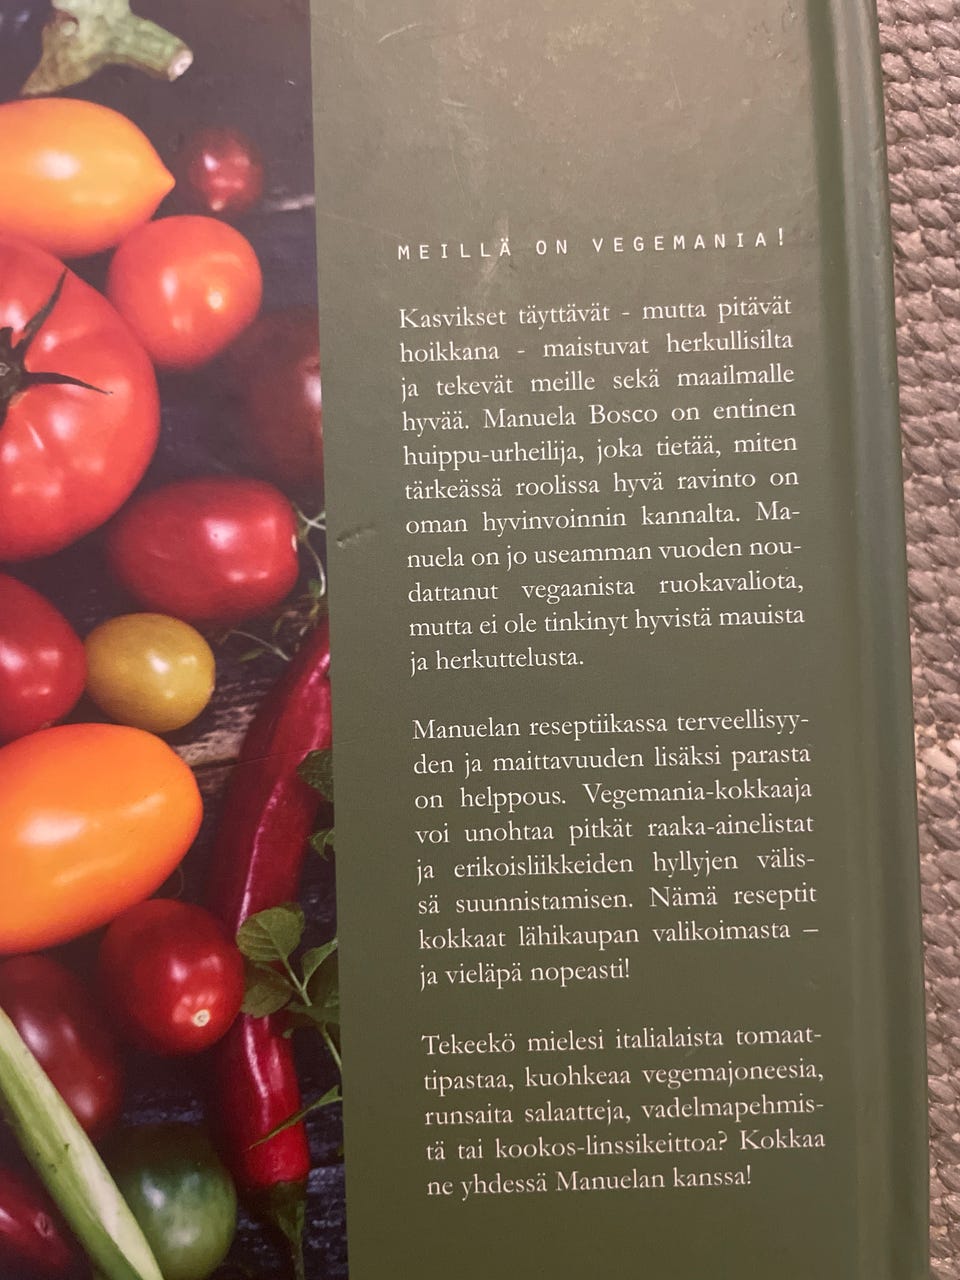 MEILLÄ ON VEGEMANIA!
Kasvikset täyttävät - mutta pitävät
hoikkana - maistuvat herkullisilta
ja tekevät meille sekä maailmalle
hyvää. Manuela Bosco on entinen
huippu-urheilija, joka tietää, miten
tärkeässä roolissa hyvä ravinto on
oman hyvinvoinnin kannalta. Ma-
nuela on jo useamman vuoden nou-
dattanut vegaanista ruokavaliota,
mutta ei ole tinkinyt hyvistä mauista
ja herkuttelusta.
Manuelan reseptiikassa terveellisyy-
den ja maittavuuden lisäksi parasta
on helppous. Vegemania-kokkaaja
voi unohtaa pitkät raaka-ainelistat
ja erikoisliikkeiden hyllyjen välis-
sä suunnistamisen. Nämä reseptit
kokkaat lähikaupan valikoimasta –
ja vieläpä nopeasti!
Tekeekö mielesi italialaista tomaat-
tipastaa, kuohkeaa vegemajoneesia,
runsaita salaatteja, vadelmapehmis-
tä tai kookos-linssikeittoa? Kokkaa
ne yhdessä Manuelan kanssa!